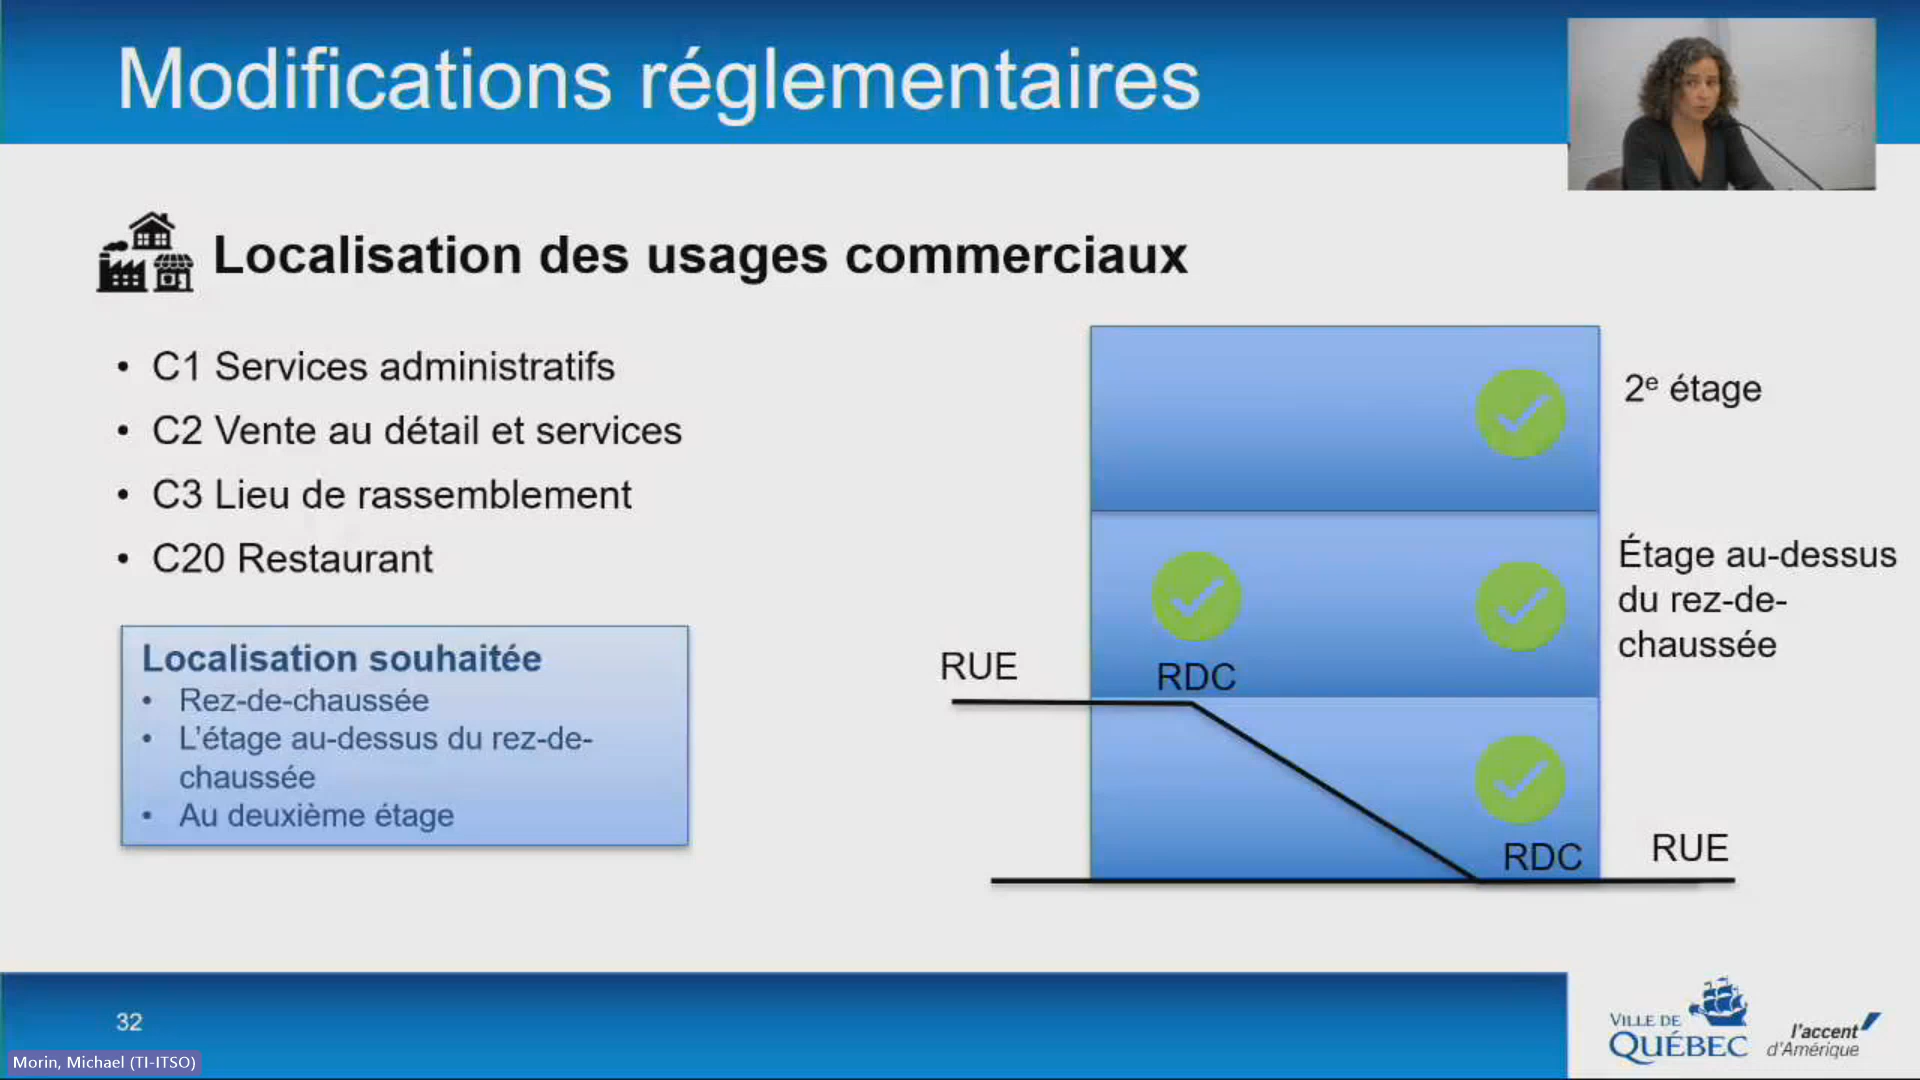 Modifications réglementaires
Localisation des usages commerciaux
• C1 Services administratifs
• C2 Vente au détail et services
• C3 Lieu de rassemblement
• C20 Restaurant
Localisation souhaitée
• Rez-de-chaussée
• L'étage au-dessus du rez-de-
chaussée
• Au deuxième étage
2e étage
Étage au-dessus
du rez-de-
chaussée
RUE
RDC
RDC
RUE
32
Morin, Michael (TI-ITSO)
VILLE DE
QUÉBEC
l'accent
d'Amérique